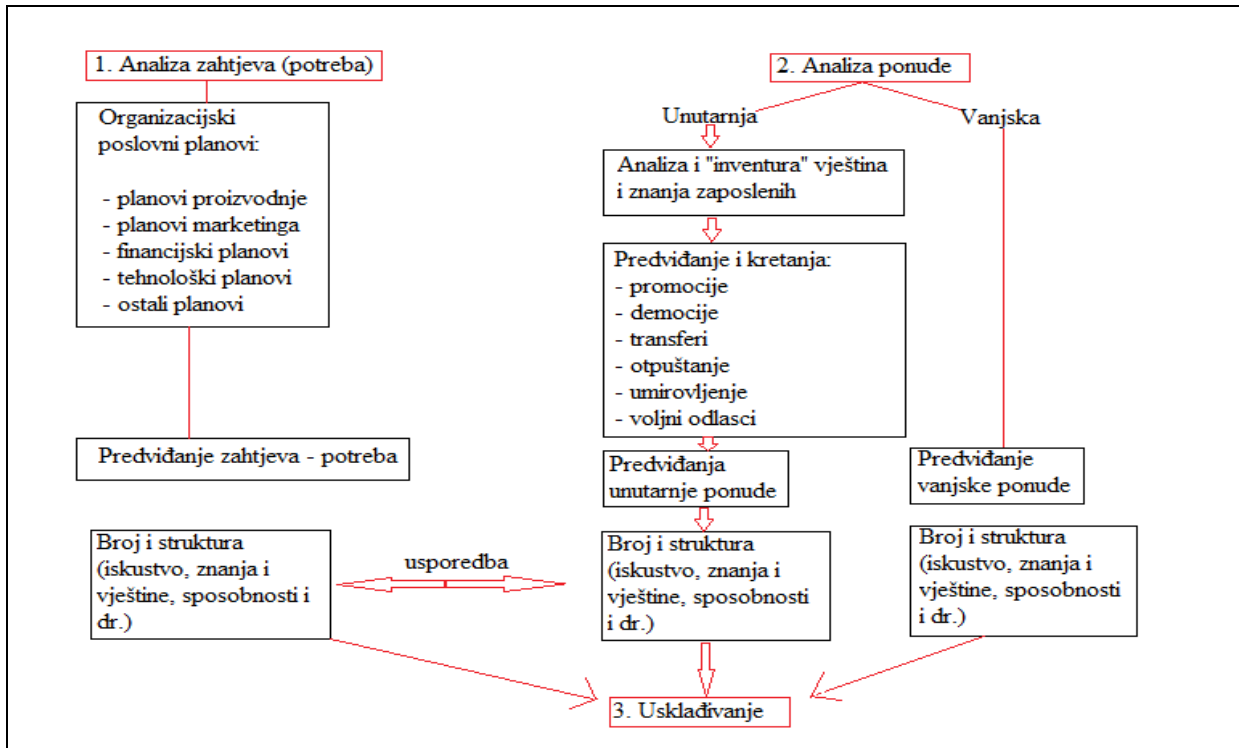 1. Analiza zahtjeva (potreba)
Organizacijski
poslovni planovi:
- planovi proizvodnje
- planovi marketinga
- financijski planovi
- tehnološki planovi
- ostali planovi
Predviđanje zahtjeva - potreba
Broj i struktura
(iskustvo, znanja i
vještine, sposobnosti i
dr.)
usporedba
2. Analiza ponude
Unutarnja
Vanjska
Analiza i "inventura" vještina
i znanja zaposlenih
Predviđanje i kretanja:
- promocije
- democije
- transferi
- otpuštanje
- umirovljenje
- voljni odlasci
Predviđanja
unutarnje ponude
Broj i struktura
(iskustvo, znanja i
vještine, sposobnosti
i dr.)
Predviđanje
vanjske ponude
Broj i struktura
(iskustvo, znanja i
vještine, sposobnosti
i dr.)
3. Usklađivanje